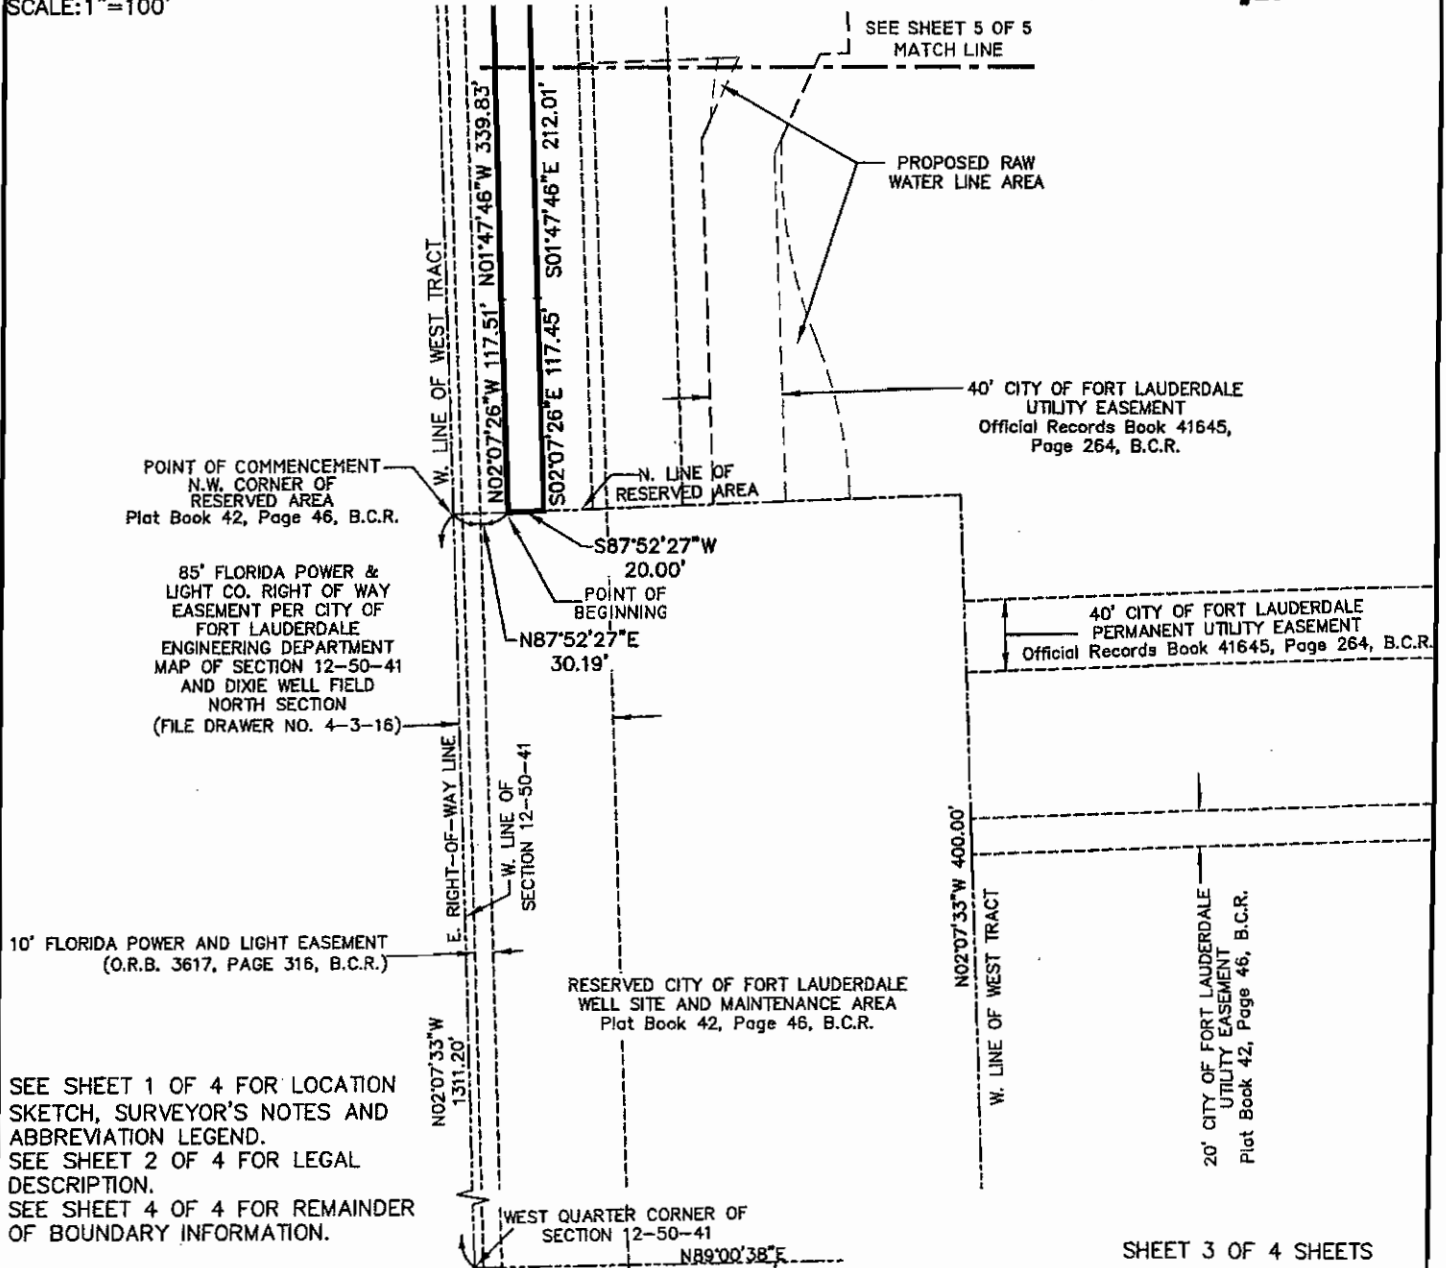 SCALE: 1"=100'
SEE SHEET 5 OF 5
MATCH LINE
N01°47'46"W 339.83'
S01°47'46"E 212.01'
PROPOSED RAW
WATER LINE AREA
W. LINE OF WEST TRACT
N02°07'26"W 117.51'
S02°07'26"E 117.45'
40' CITY OF FORT LAUDERDALE
UTILITY EASEMENT
Official Records Book 41645,
Page 264, B.C.R.
POINT OF COMMENCEMENT
N.W. CORNER OF
RESERVED AREA
Plat Book 42, Page 46, B.C.R.
N. LINE OF
RESERVED AREA
S87°52'27"W
20.00'
POINT OF
BEGINNING
N87°52'27"E
30.19'
85' FLORIDA POWER &
LIGHT CO. RIGHT OF WAY
EASEMENT PER CITY OF
FORT LAUDERDALE
ENGINEERING DEPARTMENT
MAP OF SECTION 12-50-41
AND DIXIE WELL FIELD
NORTH SECTION
(FILE DRAWER NO. 4-3-16)
40' CITY OF FORT LAUDERDALE
PERMANENT UTILITY EASEMENT
Official Records Book 41645, Page 264, B.C.R.
E. RIGHT-OF-WAY LINE
W. LINE OF
SECTION 12-50-41
N02°07'33"W 400.00'
W. LINE OF WEST TRACT
20' CITY OF FORT LAUDERDALE
UTILITY EASEMENT
Plat Book 42, Page 46, B.C.R.
10' FLORIDA POWER AND LIGHT EASEMENT
(O.R.B. 3617, PAGE 316, B.C.R.)
RESERVED CITY OF FORT LAUDERDALE
WELL SITE AND MAINTENANCE AREA
Plat Book 42, Page 46, B.C.R.
N02°07'33"W
1311.20'
SEE SHEET 1 OF 4 FOR LOCATION
SKETCH, SURVEYOR'S NOTES AND
ABBREVIATION LEGEND.
SEE SHEET 2 OF 4 FOR LEGAL
DESCRIPTION.
SEE SHEET 4 OF 4 FOR REMAINDER
OF BOUNDARY INFORMATION.
WEST QUARTER CORNER OF
SECTION 12-50-41
N89°00'38"E
SHEET 3 OF 4 SHEETS